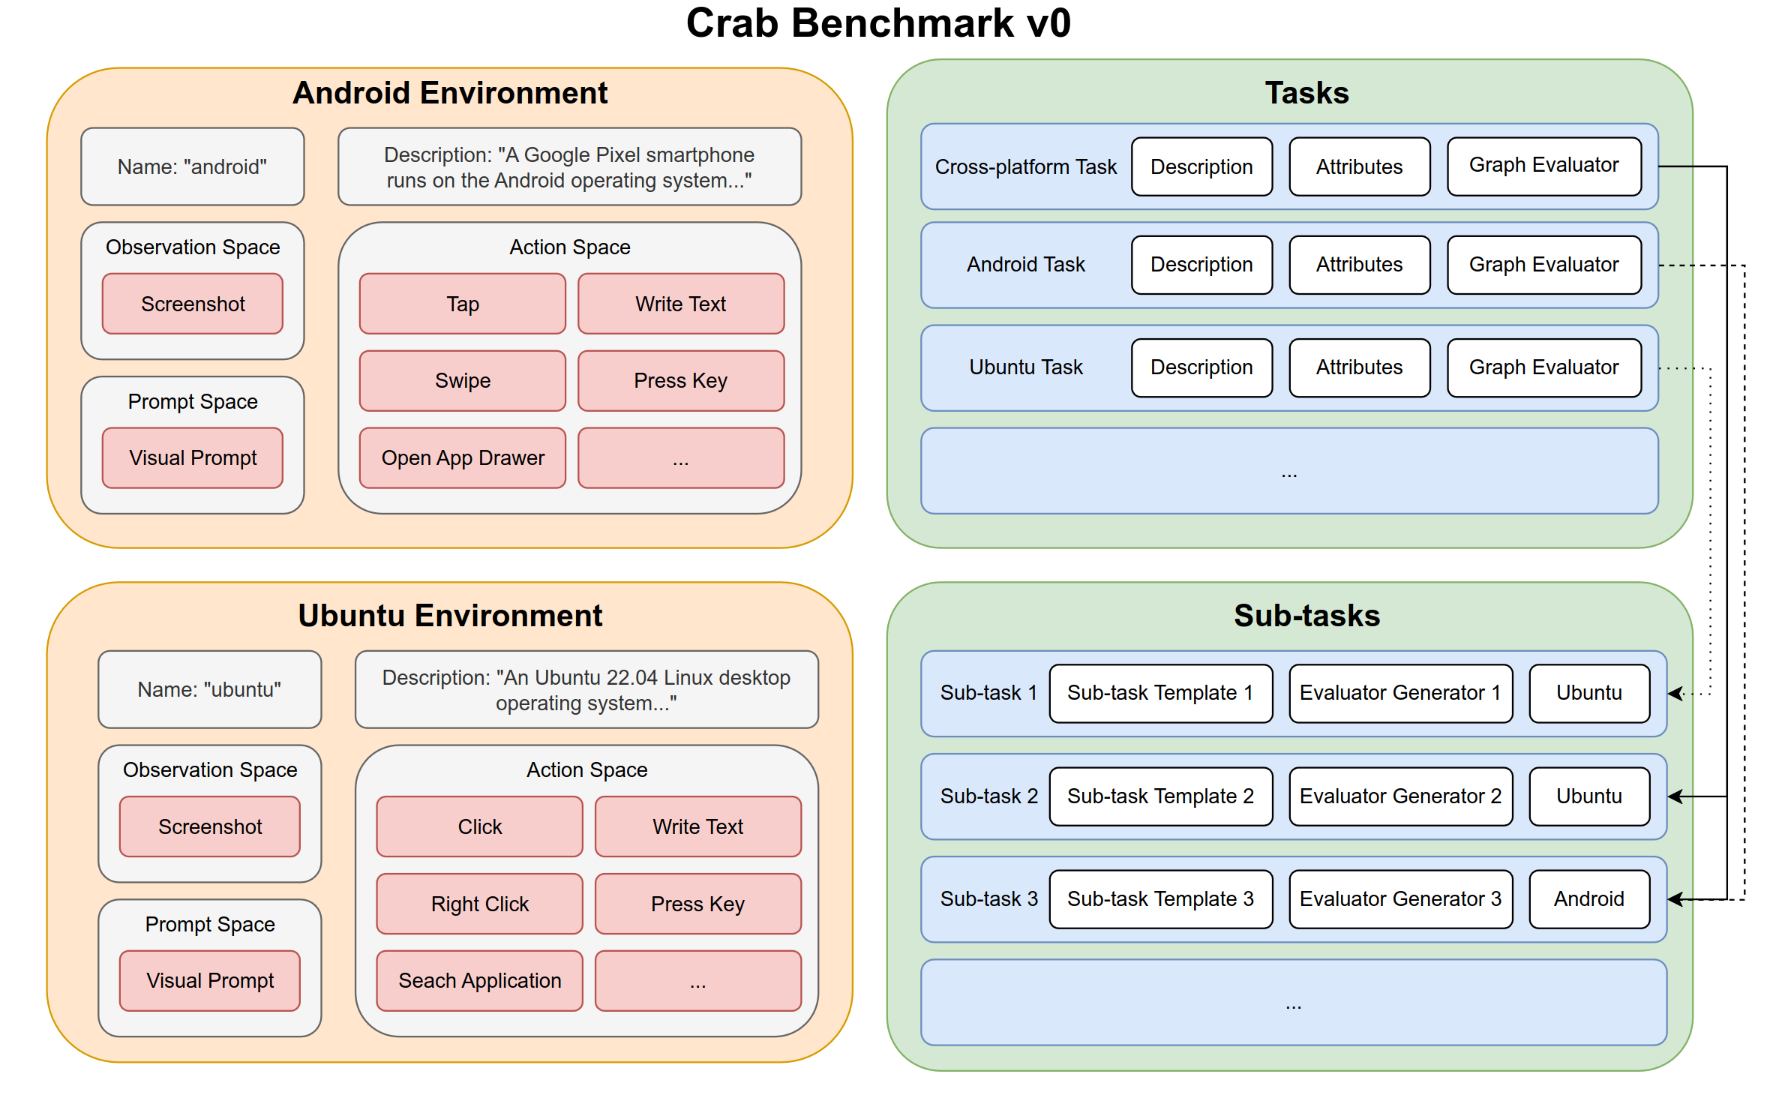 Crab Benchmark v0
Android Environment
Name: "android"
Description: "A Google Pixel smartphone
runs on the Android operating system..."
Observation Space
Screenshot
Prompt Space
Visual Prompt
Action Space
Tap
Write Text
Swipe
Press Key
Open App Drawer
...
Tasks
Cross-platform Task
Description
Attributes
Graph Evaluator
Android Task
Description
Attributes
Graph Evaluator
Ubuntu Task
Description
Attributes
Graph Evaluator
...
Ubuntu Environment
Name: "ubuntu"
Description: "An Ubuntu 22.04 Linux desktop
operating system..."
Observation Space
Screenshot
Prompt Space
Visual Prompt
Action Space
Click
Write Text
Right Click
Press Key
Seach Application
...
Sub-tasks
Sub-task 1
Sub-task Template 1
Evaluator Generator 1
Ubuntu
Sub-task 2
Sub-task Template 2
Evaluator Generator 2
Ubuntu
Sub-task 3
Sub-task Template 3
Evaluator Generator 3
Android
...